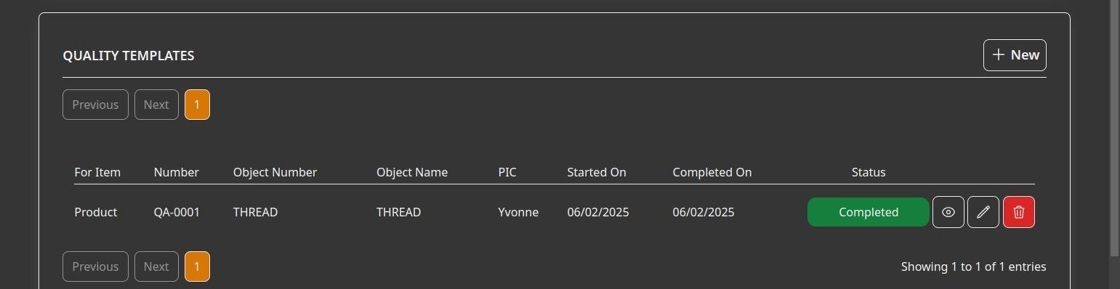 QUALITY TEMPLATES
+ New
Previous Next 1
For Item Number Object Number Object Name PIC Started On Completed On Status
Product QA-0001 THREAD THREAD Yvonne 06/02/2025 06/02/2025 Completed
Previous Next 1
Showing 1 to 1 of 1 entries